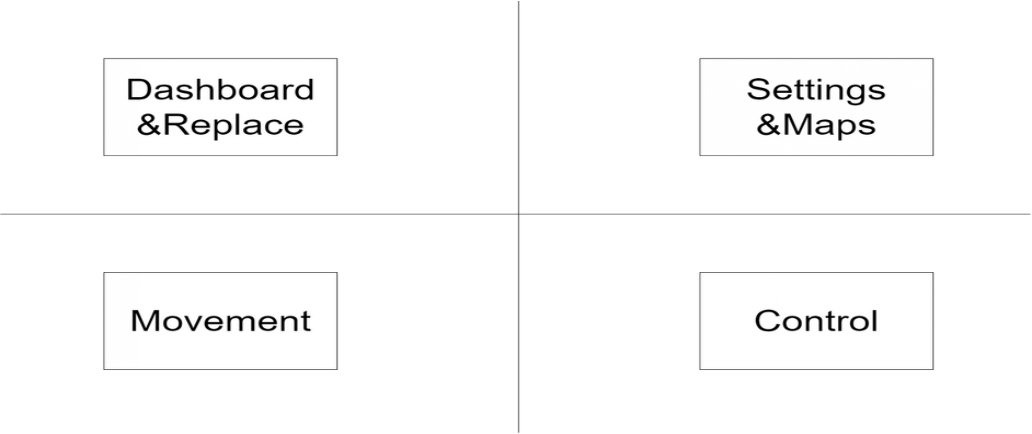 Dashboard
&Replace
Settings
&Maps
Movement
Control